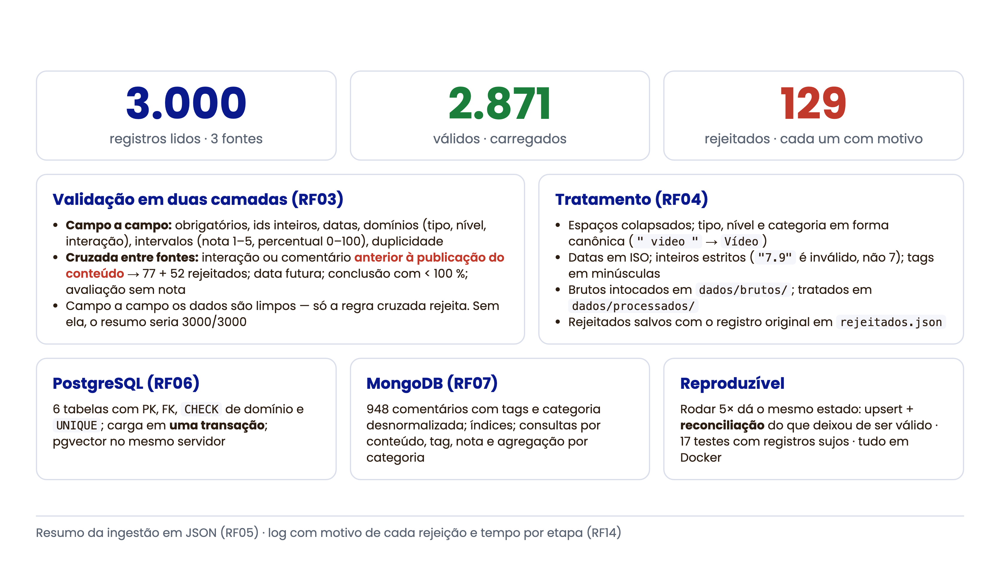 3.000
registros lidos · 3 fontes
2.871
válidos · carregados
129
rejeitados · cada um com motivo
Validação em duas camadas (RF03)
• Campo a campo: obrigatórios, ids inteiros, datas, domínios (tipo, nível,
interação), intervalos (nota 1–5, percentual 0–100), duplicidade
• Cruzada entre fontes: interação ou comentário anterior à publicação do
conteúdo → 77 + 52 rejeitados; data futura; conclusão com < 100 %;
avaliação sem nota
• Campo a campo os dados são limpos — só a regra cruzada rejeita. Sem
ela, o resumo seria 3000/3000
Tratamento (RF04)
• Espaços colapsados; tipo, nível e categoria em forma
canônica (" video " → Vídeo)
• Datas em ISO; inteiros estritos ("7.9" é inválido, não 7); tags
em minúsculas
• Brutos intocados em dados/brutos/; tratados em
dados/processados/
• Rejeitados salvos com o registro original em rejeitados.json
PostgreSQL (RF06)
6 tabelas com PK, FK, CHECK de domínio e
UNIQUE; carga em uma transação;
pgvector no mesmo servidor
MongoDB (RF07)
948 comentários com tags e categoria
desnormalizada; índices; consultas por
conteúdo, tag, nota e agregação por
categoria
Reproduzível
Rodar 5× dá o mesmo estado: upsert +
reconciliação do que deixou de ser válido ·
17 testes com registros sujos · tudo em
Docker
Resumo da ingestão em JSON (RF05) · log com motivo de cada rejeição e tempo por etapa (RF14)